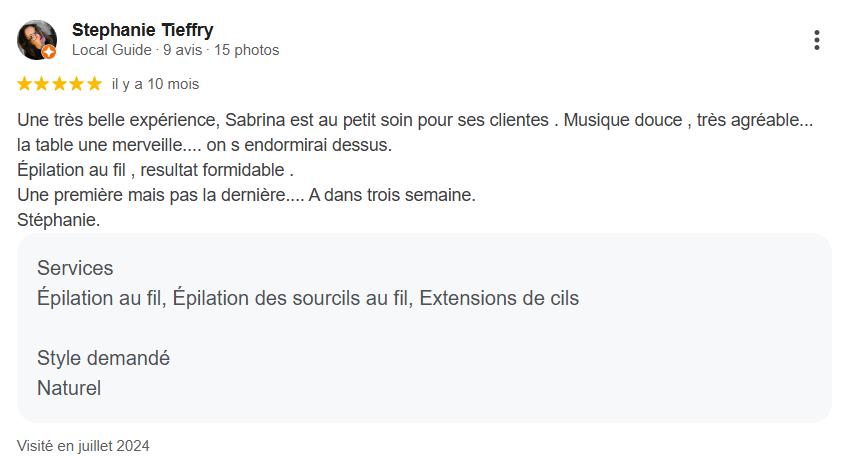 Stephanie Tieffry
Local Guide · 9 avis · 15 photos
il y a 10 mois
Une très belle expérience, Sabrina est au petit soin pour ses clientes . Musique douce , très agréable...
la table une merveille.... on s endormirai dessus.
Épilation au fil , resultat formidable .
Une première mais pas la dernière.... A dans trois semaine.
Stéphanie.
Services
Épilation au fil, Épilation des sourcils au fil, Extensions de cils
Style demandé
Naturel
Visité en juillet 2024